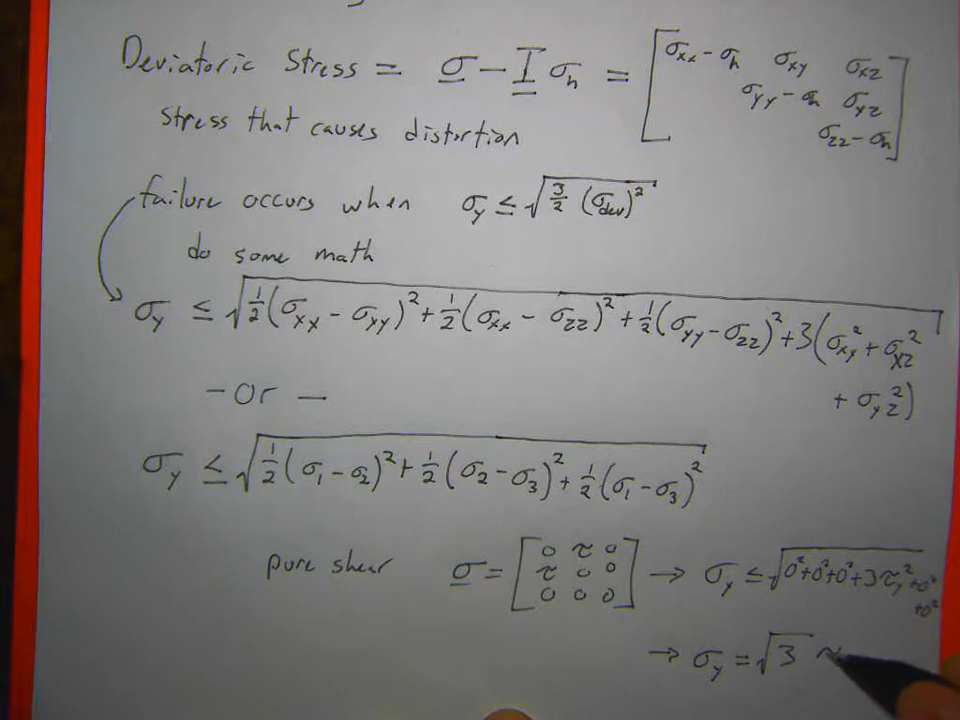 Deviatoric Stress = σ − I σh = [σxx − σh σxy σxz
σyy − σh σyz
σzz − σh]
stress that causes distortion
failure occurs when σy ≤ √(3/2 (σdev)²)
do some math
σy ≤ √(1/2(σxx − σxy)² + 1/2(σxx − σzz)² + 1/2(σyy − σzz)² + 3(σxy² + σxz²
+ σyz²)
– Or –
σy ≤ √(1/2(σ1 − σ2)² + 1/2(σ2 − σ3)² + 1/2(σ1 − σ3)²
pure shear σ = [0 τ 0
τ 0 0
0 0 0] → σy ≤ √(0² + 0² + 0² + 3τy² + 0²
+0²
→ σy = √3